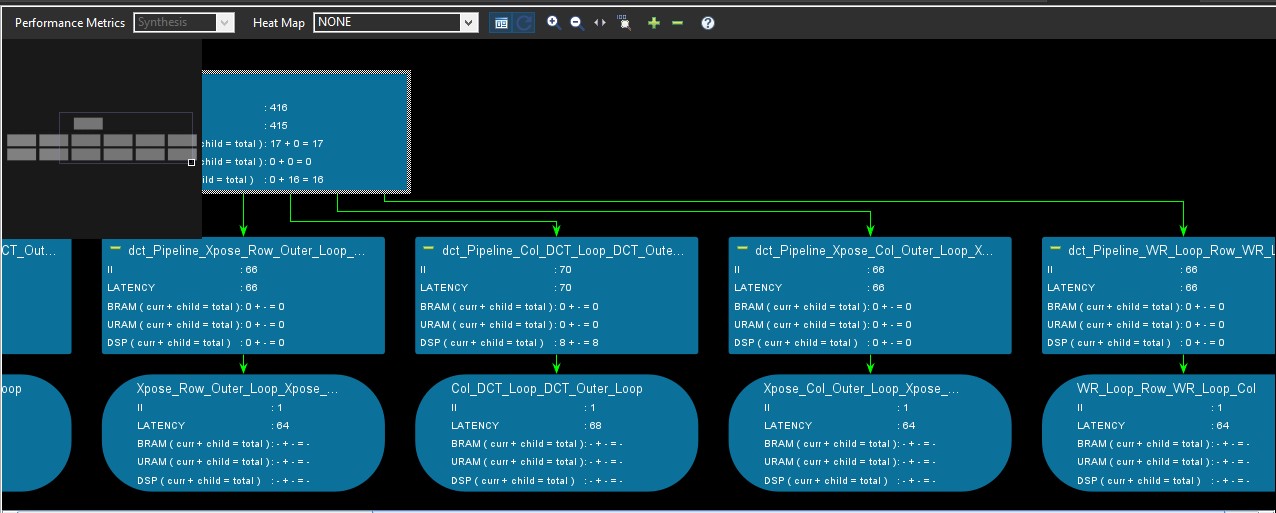 Performance Metrics Synthesis Heat Map NONE
: 416
: 415
child = total ): 17 + 0 = 17
child = total ): 0 + 0 = 0
ild = total ) : 0 + 16 = 16
CT_Out...
dct_Pipeline_Xpose_Row_Outer_Loop_...
II : 66
LATENCY : 66
BRAM ( curr + child = total ): 0 + - = 0
URAM ( curr + child = total ): 0 + - = 0
DSP ( curr + child = total ) : 0 + - = 0
dct_Pipeline_Col_DCT_Loop_DCT_Oute...
II : 70
LATENCY : 70
BRAM ( curr + child = total ): 0 + - = 0
URAM ( curr + child = total ): 0 + - = 0
DSP ( curr + child = total ) : 8 + - = 8
dct_Pipeline_Xpose_Col_Outer_Loop_X...
II : 66
LATENCY : 66
BRAM ( curr + child = total ): 0 + - = 0
URAM ( curr + child = total ): 0 + - = 0
DSP ( curr + child = total ) : 0 + - = 0
dct_Pipeline_WR_Loop_Row_WR_L
II : 66
LATENCY : 66
BRAM ( curr + child = total ): 0 + - = 0
URAM ( curr + child = total ): 0 + - = 0
DSP ( curr + child = total ) : 0 + - = 0
oop
Xpose_Row_Outer_Loop_Xpose_...
II : 1
LATENCY : 64
BRAM ( curr + child = total ): - + - = -
URAM ( curr + child = total ): - + - = -
DSP ( curr + child = total ) : - + - = -
Col_DCT_Loop_DCT_Outer_Loop
II : 1
LATENCY : 68
BRAM ( curr + child = total ): - + - = -
URAM ( curr + child = total ): - + - = -
DSP ( curr + child = total ) : - + - = -
Xpose_Col_Outer_Loop_Xpose_...
II : 1
LATENCY : 64
BRAM ( curr + child = total ): - + - = -
URAM ( curr + child = total ): - + - = -
DSP ( curr + child = total ) : - + - = -
WR_Loop_Row_WR_Loop_Col
II : 1
LATENCY : 64
BRAM ( curr + child = total ): - + - = -
URAM ( curr + child = total ): - + - = -
DSP ( curr + child = total ) : - + - = -